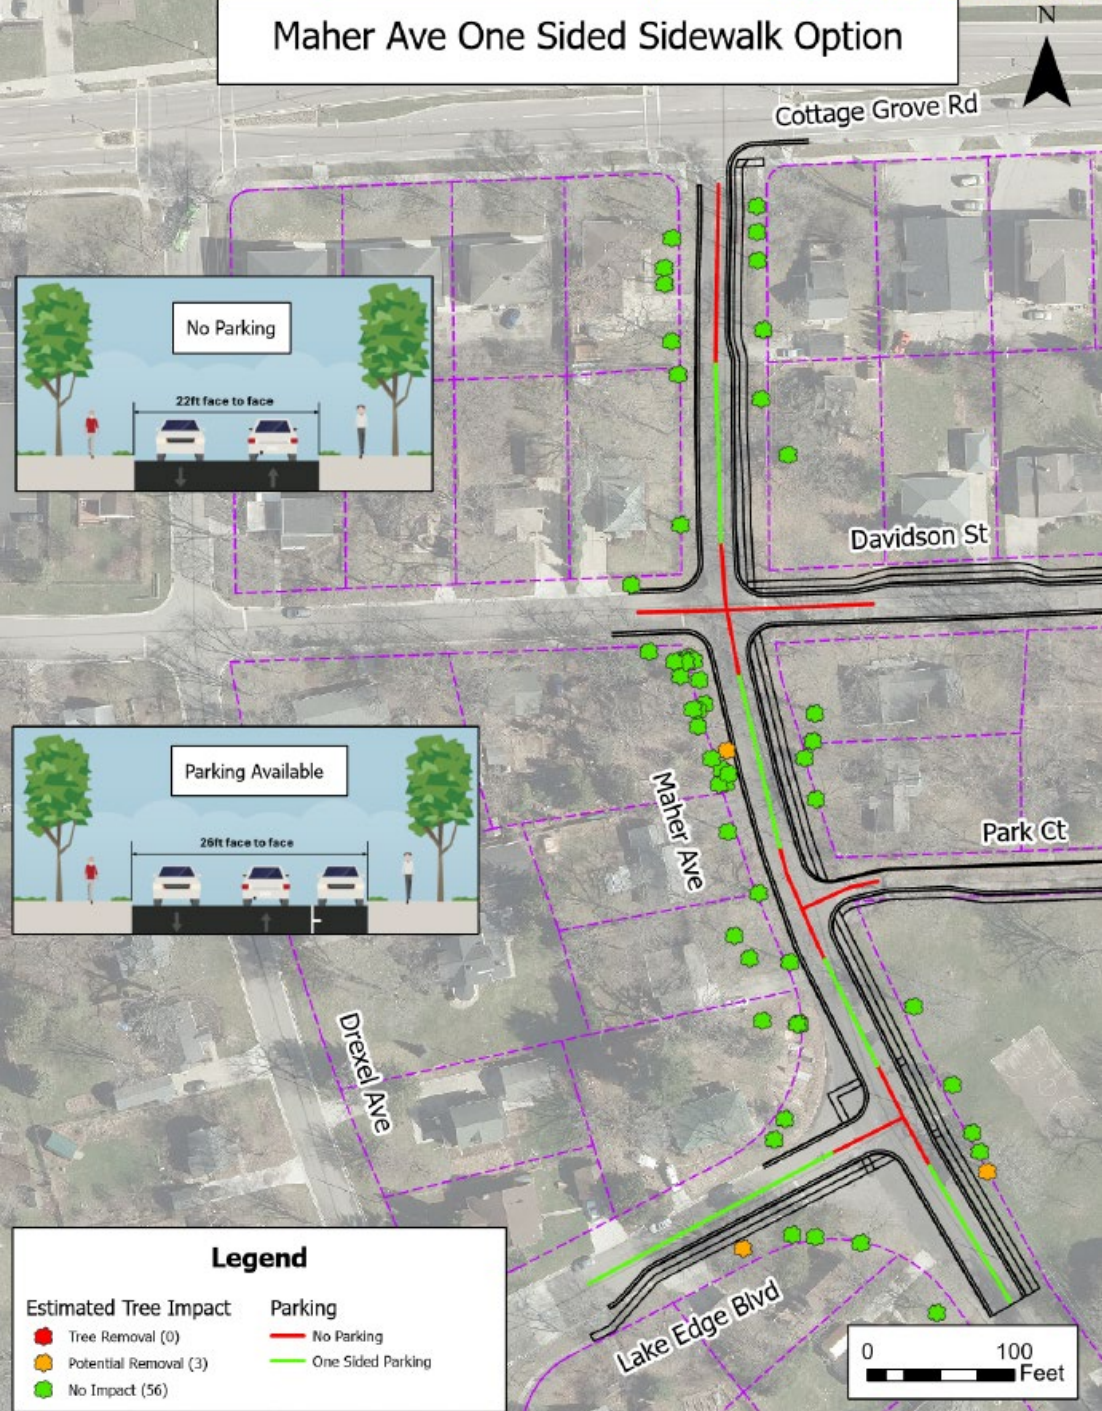 Maher Ave One Sided Sidewalk Option
N
Cottage Grove Rd
No Parking
22ft face to face
Davidson St
Parking Available
26ft face to face
Maher Ave
Park Ct
Drexel Ave
Lake Edge Blvd
Legend
Estimated Tree Impact
Tree Removal (0)
Potential Removal (3)
No Impact (56)
Parking
No Parking
One Sided Parking
0 100
Feet